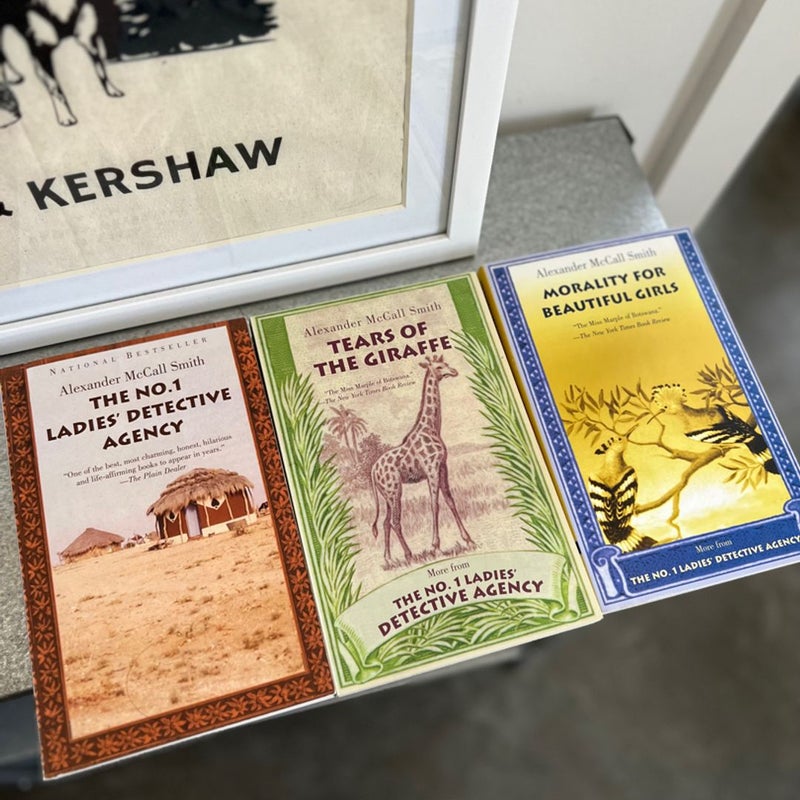 KERSHAW
NATIONAL BESTSELLER
Alexander McCall Smith
THE NO.1
LADIES' DETECTIVE
AGENCY
"One of the best, most charming, honest, hilarious
and life-affirming books to appear in years."
—The Plain Dealer
Alexander McCall Smith
TEARS OF
THE GIRAFFE
"The Miss Marple of Botswana."
—The New York Times Book Review
More from
THE NO. 1 LADIES'
DETECTIVE AGENCY
Alexander McCall Smith
MORALITY FOR
BEAUTIFUL GIRLS
"The Miss Marple of Botswana."
—The New York Times Book Review
More from
THE NO. 1 LADIES' DETECTIVE AGENCY